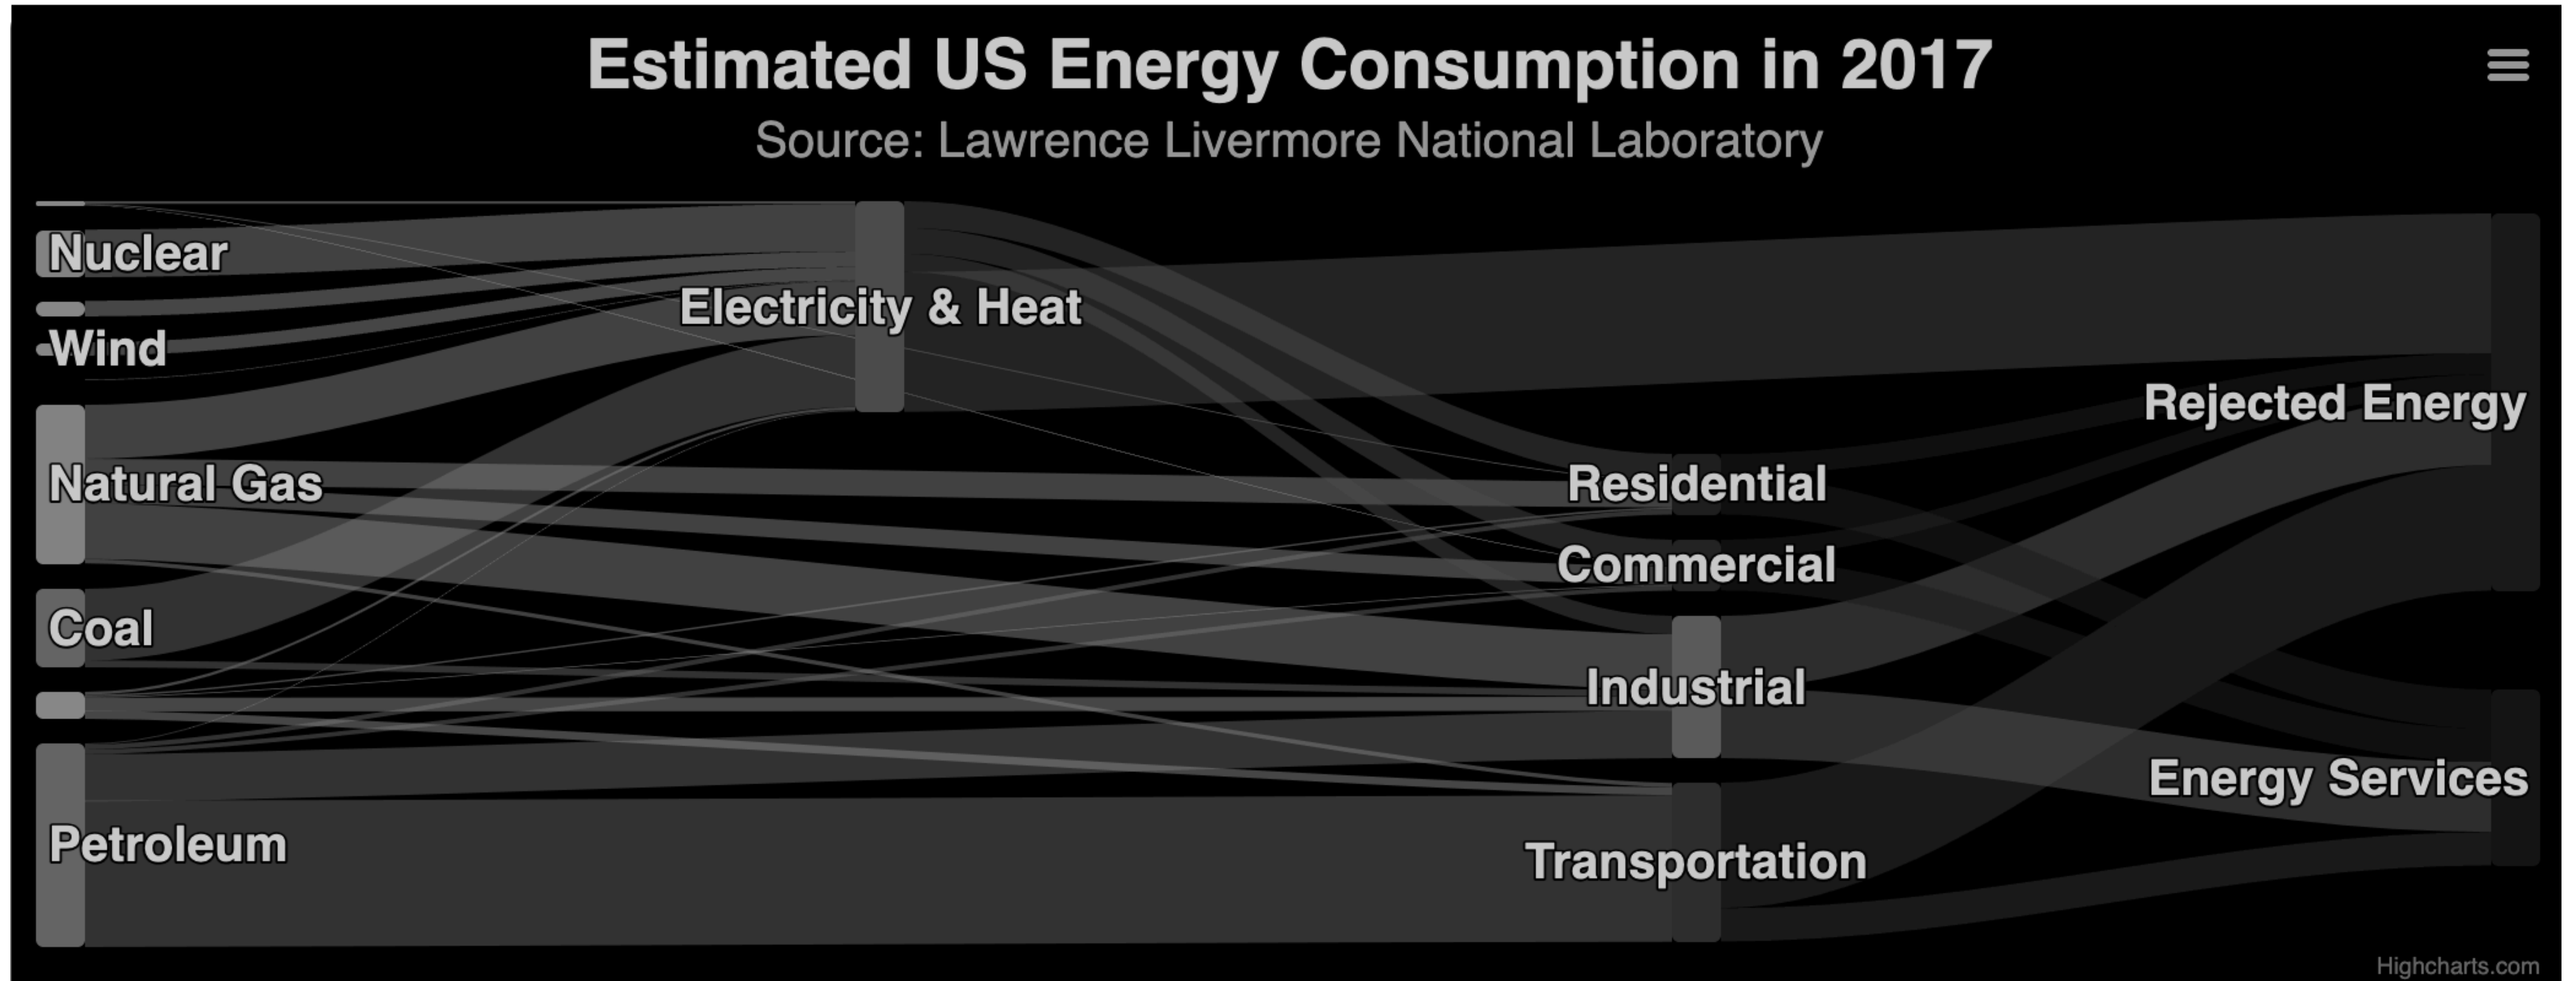 Estimated US Energy Consumption in 2017
Source: Lawrence Livermore National Laboratory
Nuclear
Electricity & Heat
Wind
Rejected Energy
Natural Gas
Residential
Commercial
Coal
Industrial
Energy Services
Petroleum
Transportation
Highcharts.com